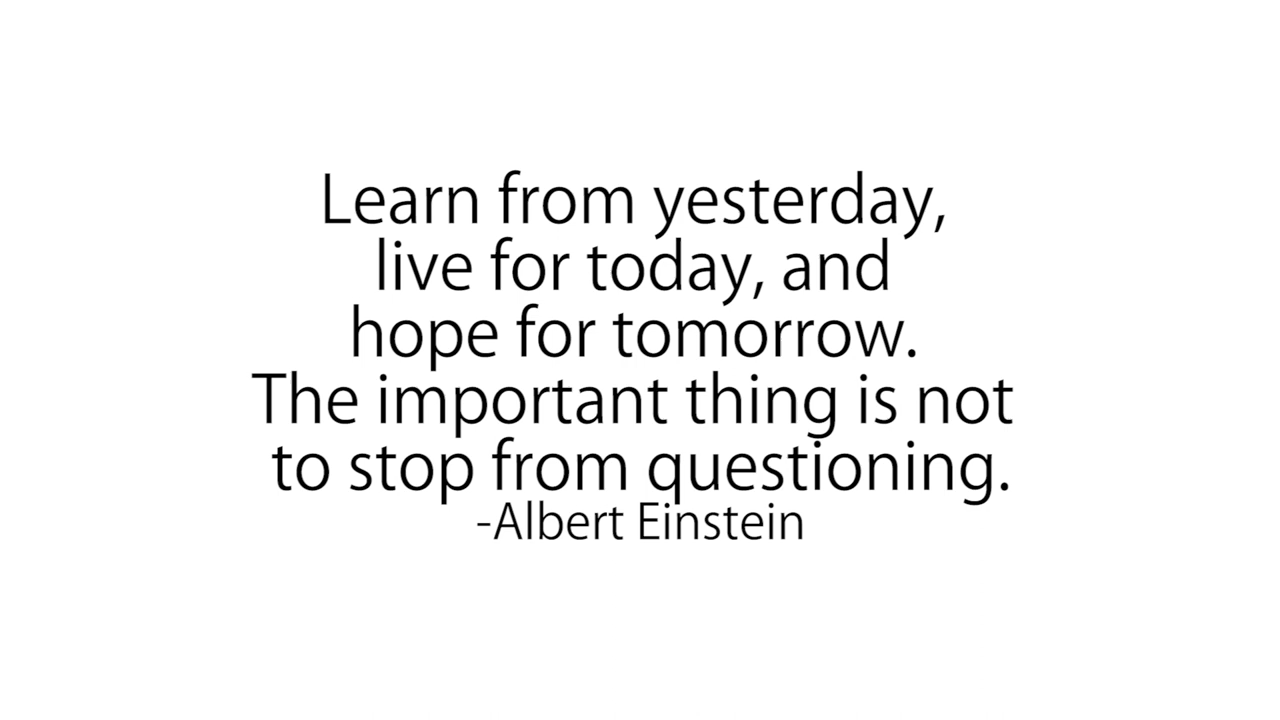 Learn from yesterday,
live for today, and
hope for tomorrow.
The important thing is not
to stop from questioning.
-Albert Einstein